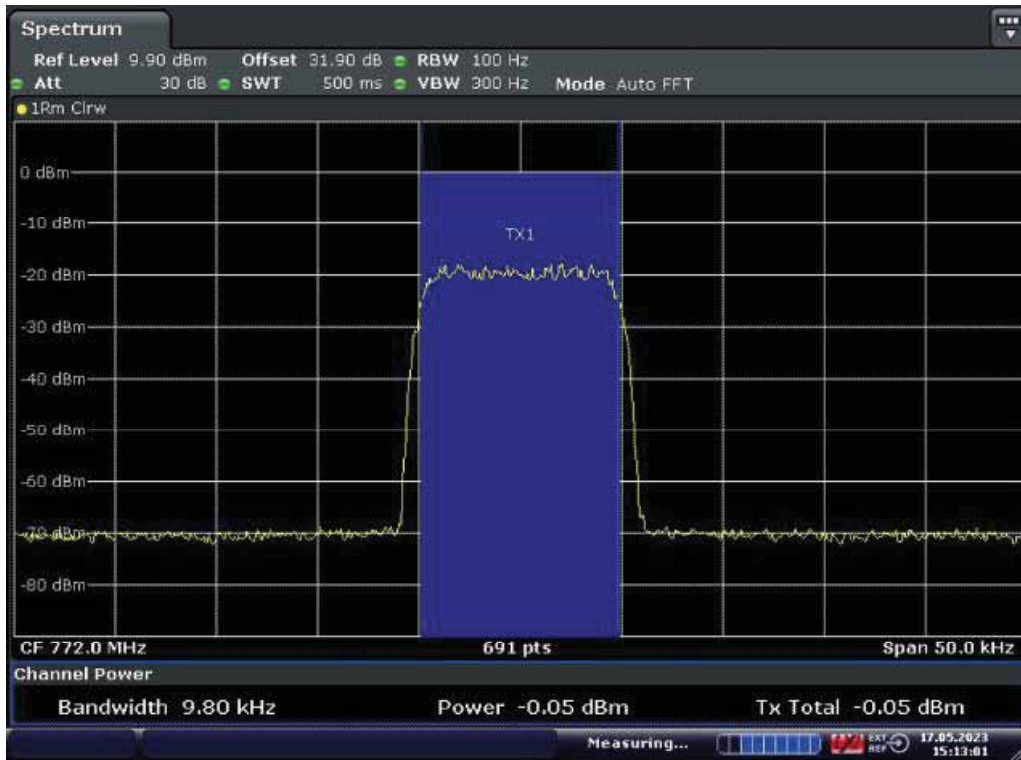 Spectrum
Ref Level 9.90 dBm Offset 31.90 dB RBW 100 Hz
Att 30 dB SWT 500 ms VBW 300 Hz Mode Auto FFT
1Rm Clrw
0 dBm
-10 dBm
TX1
-20 dBm
-30 dBm
-40 dBm
-50 dBm
-60 dBm
-70 dBm
-80 dBm
CF 772.0 MHz 691 pts Span 50.0 kHz
Channel Power
Bandwidth 9.80 kHz Power -0.05 dBm Tx Total -0.05 dBm
Measuring... EXT REF 17.05.2023
15:13:01